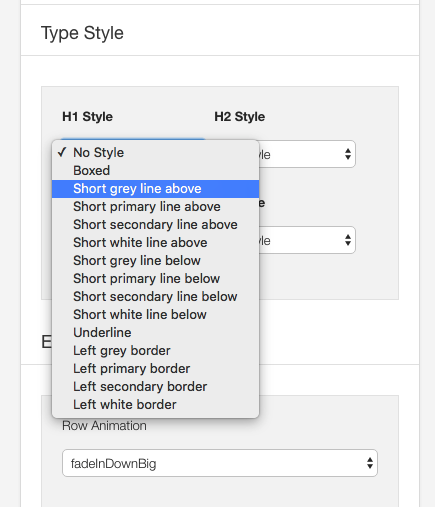 Type Style
H1 Style
H2 Style
✓ No Style
Boxed
Short grey line above
Short primary line above
Short secondary line above
Short white line above
Short grey line below
Short primary line below
Short secondary line below
Short white line below
Underline
Left grey border
Left primary border
Left secondary border
Left white border
Row Animation
fadeInDownBig